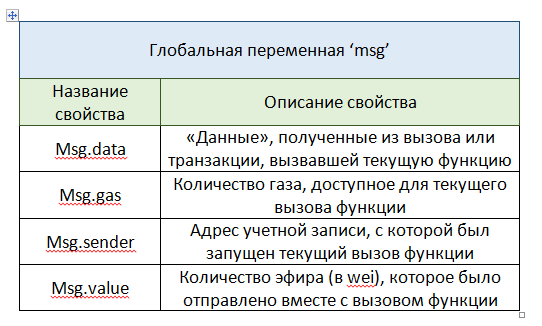 Глобальная переменная ‘msg’
Название
свойства
Описание свойства
Msg.data
«Данные», полученные из вызова или
транзакции, вызвавшей текущую функцию
Msg.gas
Количество газа, доступное для текущего
вызова функции
Msg.sender
Адрес учетной записи, с которой был
запущен текущий вызов функции
Msg.value
Количество эфира (в wei), которое было
отправлено вместе с вызовом функции